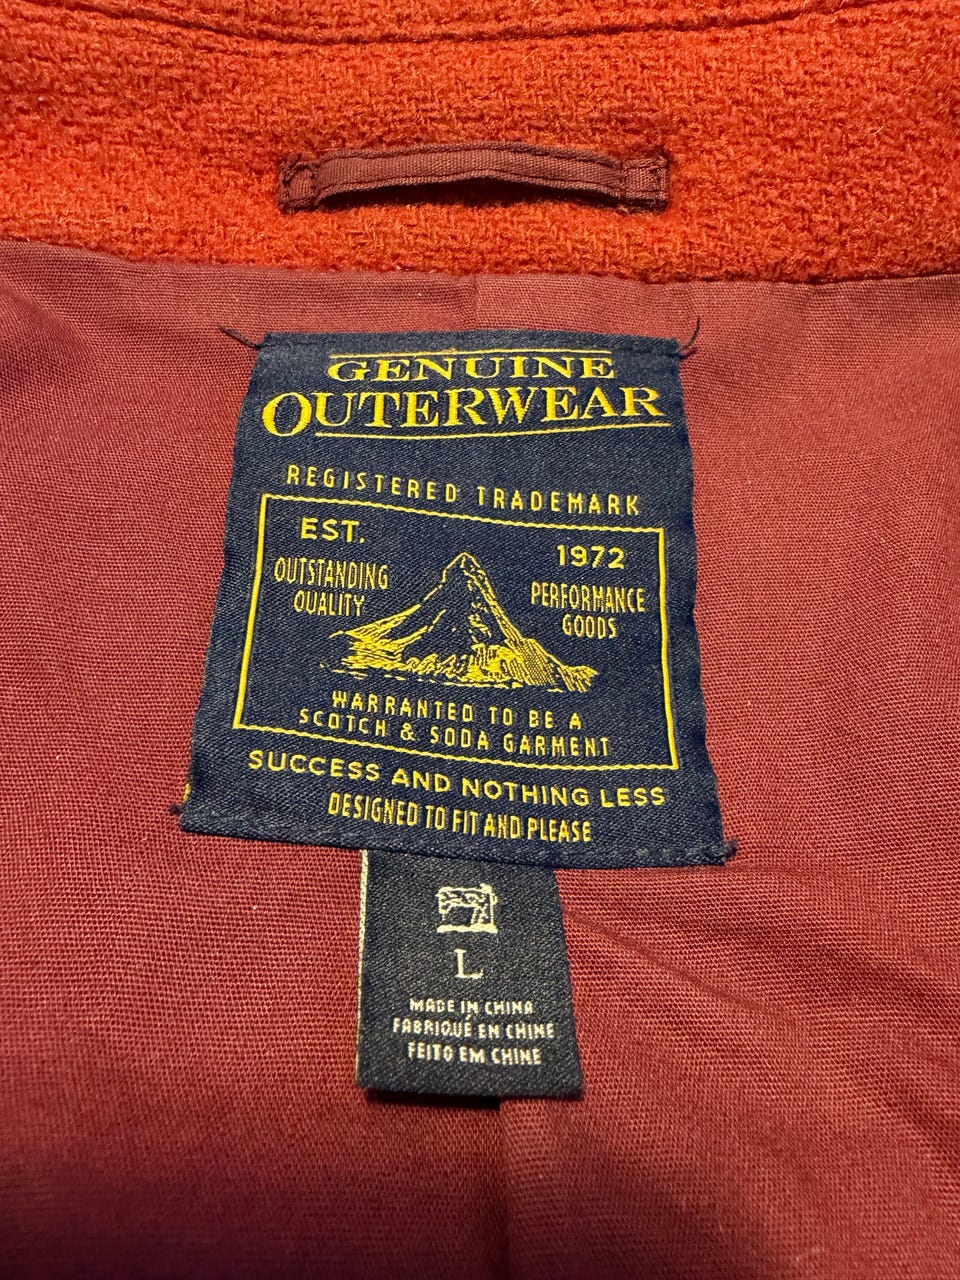 GENUINE
OUTERWEAR
REGISTERED TRADEMARK
EST.
1972
OUTSTANDING
QUALITY
PERFORMANCE
GOODS
WARRANTED TO BE A
SCOTCH & SODA GARMENT
SUCCESS AND NOTHING LESS
DESIGNED TO FIT AND PLEASE
L
MADE IN CHINA
FABRIQUÉ EN CHINE
FEITO EM CHINE